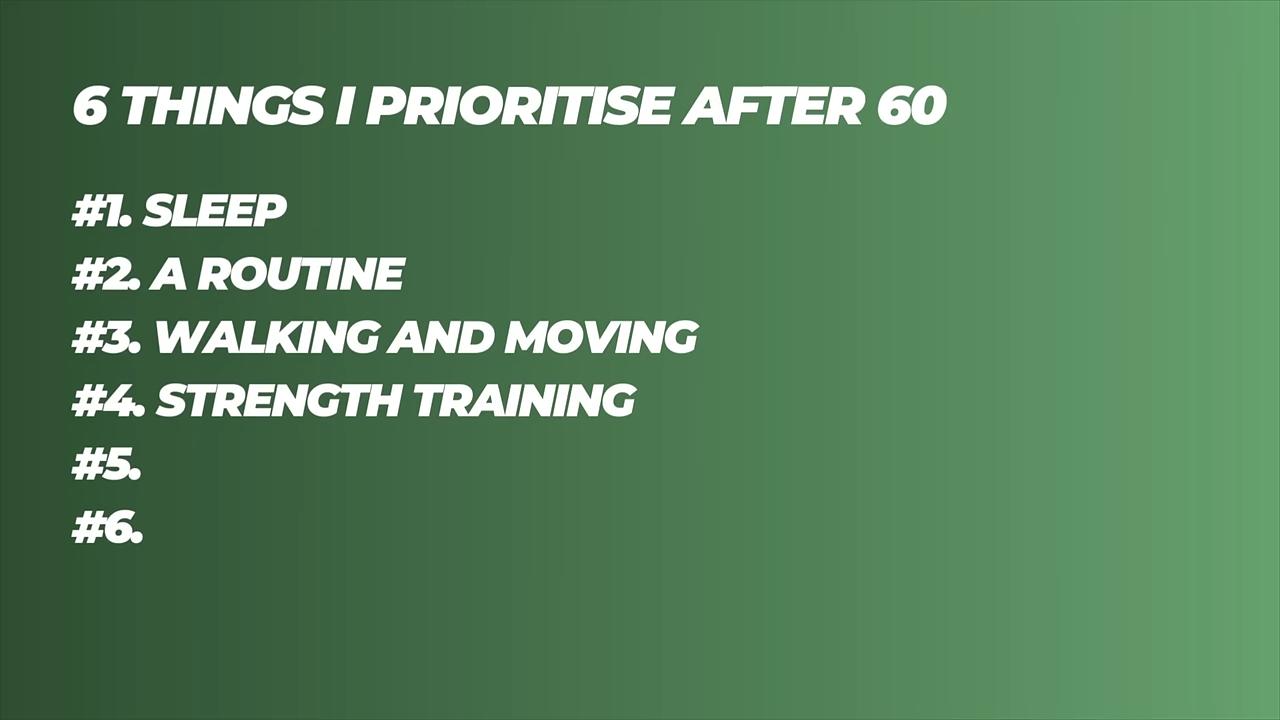 6 THINGS I PRIORITISE AFTER 60
#1. SLEEP
#2. A ROUTINE
#3. WALKING AND MOVING
#4. STRENGTH TRAINING
#5.
#6.